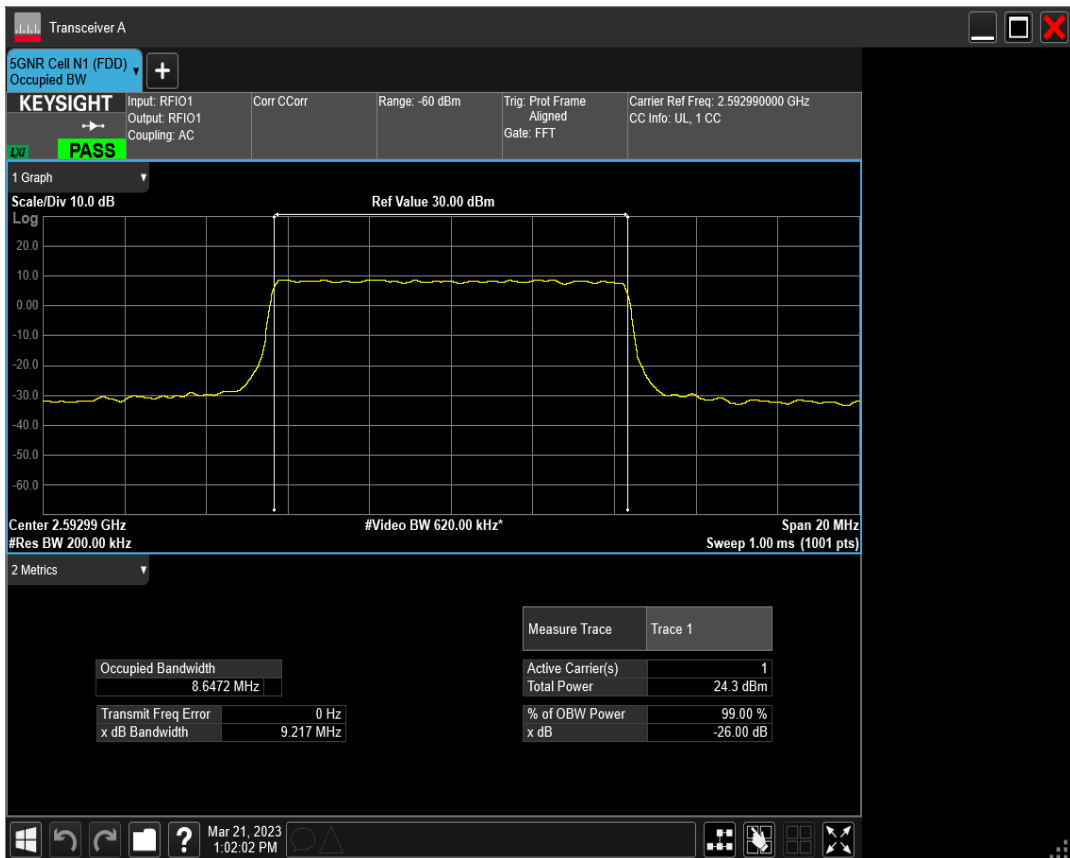 Transceiver A
5GNR Cell N1 (FDD)
Occupied BW
KEYSIGHT
LXI
PASS
Input: RFIO1
Output: RFIO1
Coupling: AC
Corr CCorr
Range: -60 dBm
Trig: Prot Frame
Aligned
Gate: FFT
Carrier Ref Freq: 2.592990000 GHz
CC Info: UL, 1 CC
1 Graph
Scale/Div 10.0 dB
Ref Value 30.00 dBm
Log
20.0
10.0
0.00
-10.0
-20.0
-30.0
-40.0
-50.0
-60.0
Center 2.59299 GHz
#Video BW 620.00 kHz*
Span 20 MHz
#Res BW 200.00 kHz
Sweep 1.00 ms (1001 pts)
2 Metrics
Measure Trace Trace 1
Occupied Bandwidth
8.6472 MHz
Active Carrier(s) 1
Total Power 24.3 dBm
Transmit Freq Error 0 Hz
x dB Bandwidth 9.217 MHz
% of OBW Power 99.00 %
x dB -26.00 dB
?
Mar 21, 2023
1:02:02 PM